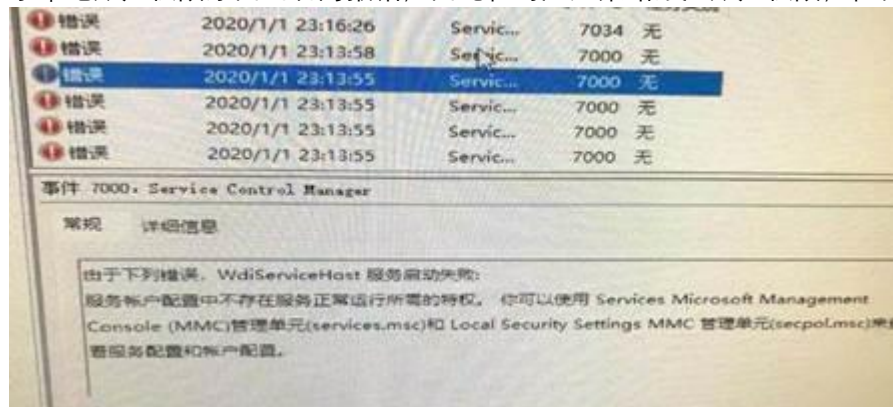 错误 2020/1/1 23:16:26 Servic... 7034 无
错误 2020/1/1 23:13:58 Servic... 7000 无
错误 2020/1/1 23:13:55 Servic... 7000 无
错误 2020/1/1 23:13:55 Servic... 7000 无
错误 2020/1/1 23:13:55 Servic... 7000 无
错误 2020/1/1 23:13:55 Servic... 7000 无
事件 7000，Service Control Manager
常规 详细信息
由于下列错误，WdiServiceHost 服务启动失败:
服务帐户配置中不存在服务正常运行所需的特权。 你可以使用 Services Microsoft Management
Console (MMC)管理单元(services.msc)和 Local Security Settings MMC 管理单元(secpol.msc)来
看服务配置和帐户配置。